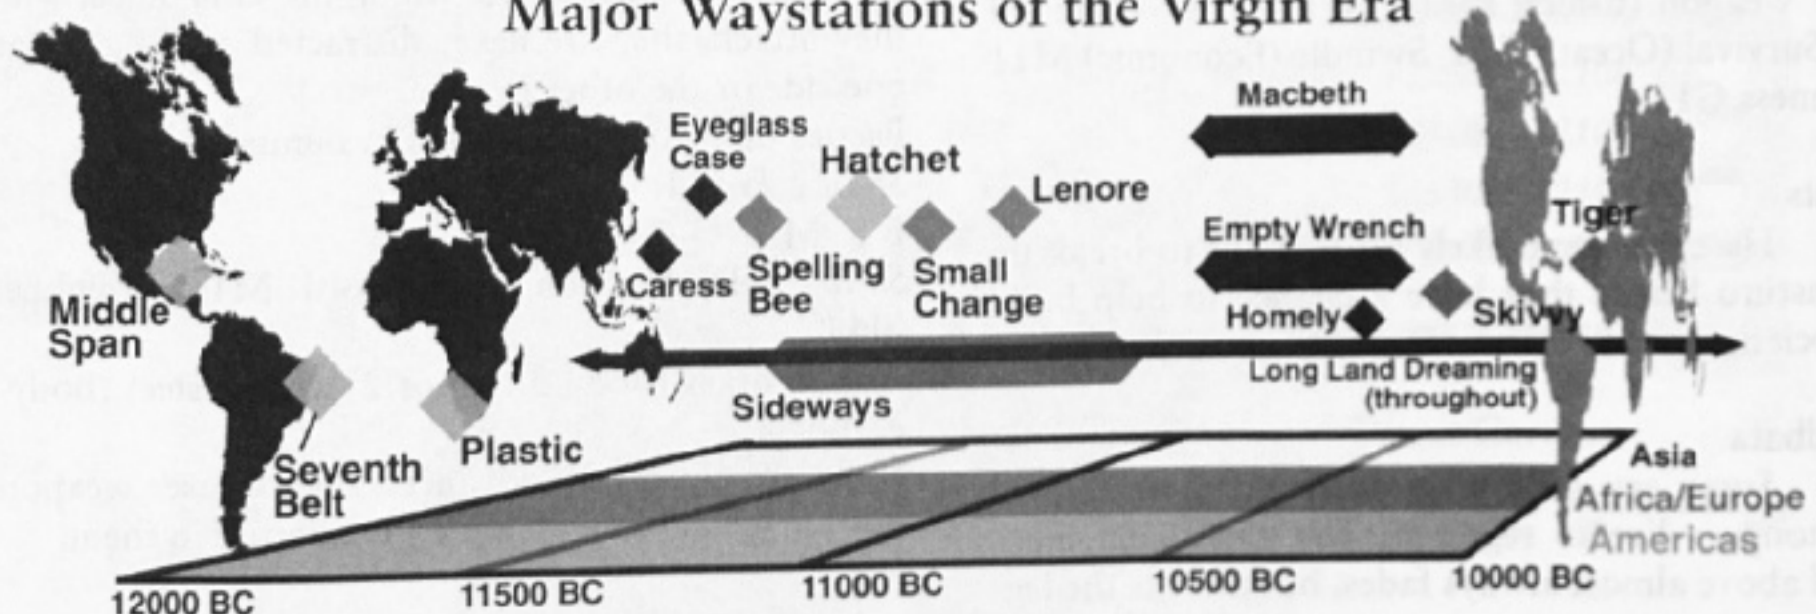 Major Waystations of the Virgin Era
Macbeth
Eyeglass
Case
Hatchet
Lenore
Tiger
Empty Wrench
Spelling
Bee
Small
Change
Caress
Middle
Span
Homely
Skivvy
Long Land Dreaming
(throughout)
Sideways
Plastic
Seventh
Belt
Asia
Africa/Europe
Americas
12000 BC
11500 BC
11000 BC
10500 BC
10000 BC